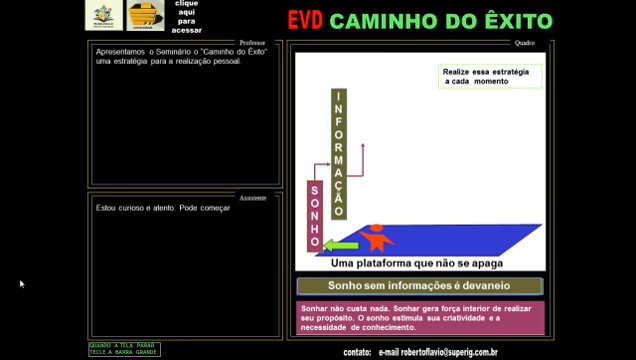 clique
aqui
para
acessar
EVD CAMINHO DO ÊXITO
Professor
Apresentamos o Seminário o "Caminho do Êxito"
uma estratégia para a realização pessoal.
Assistente
Estou curioso e atento. Pode começar
Quadro
Realize essa estratégia
a cada momento
INFORMAÇÃO
SONHO
Uma plataforma que não se apaga
Sonho sem informações é devaneio
Sonhar não custa nada. Sonhar gera força interior de realizar
seu propósito. O sonho estimula sua criatividade e a
necessidade de conhecimento.
QUANDO A TELA PARAR
TECLE A BARRA GRANDE
contato: e-mail robertoflavio@superig.com.br